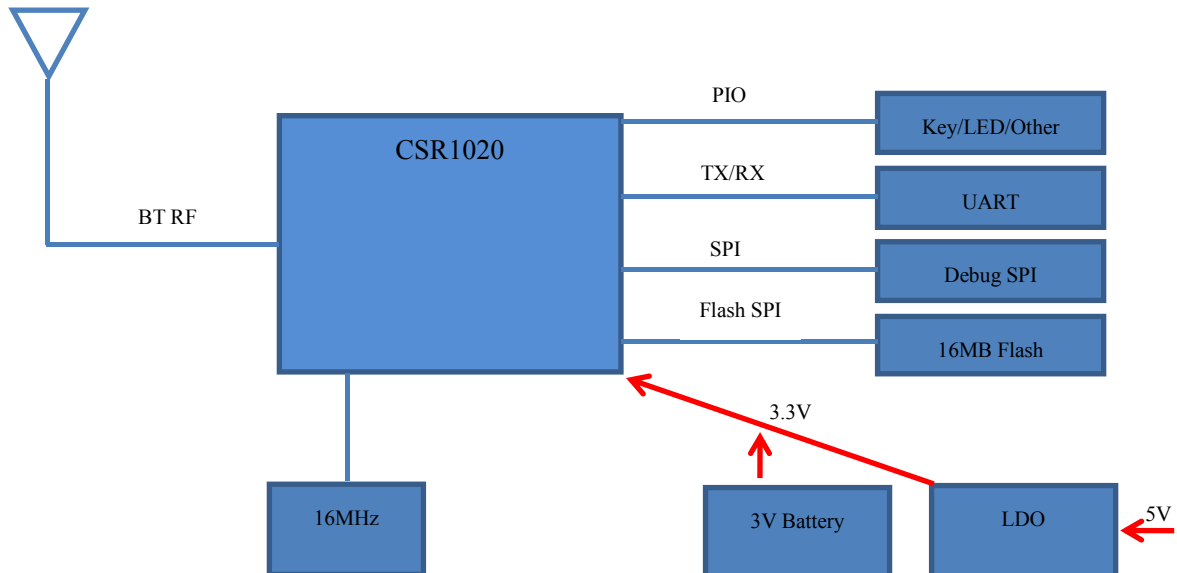 PIO
Key/LED/Other
CSR1020
TX/RX
UART
BT RF
SPI
Debug SPI
Flash SPI
16MB Flash
3.3V
16MHz
3V Battery
LDO
5V